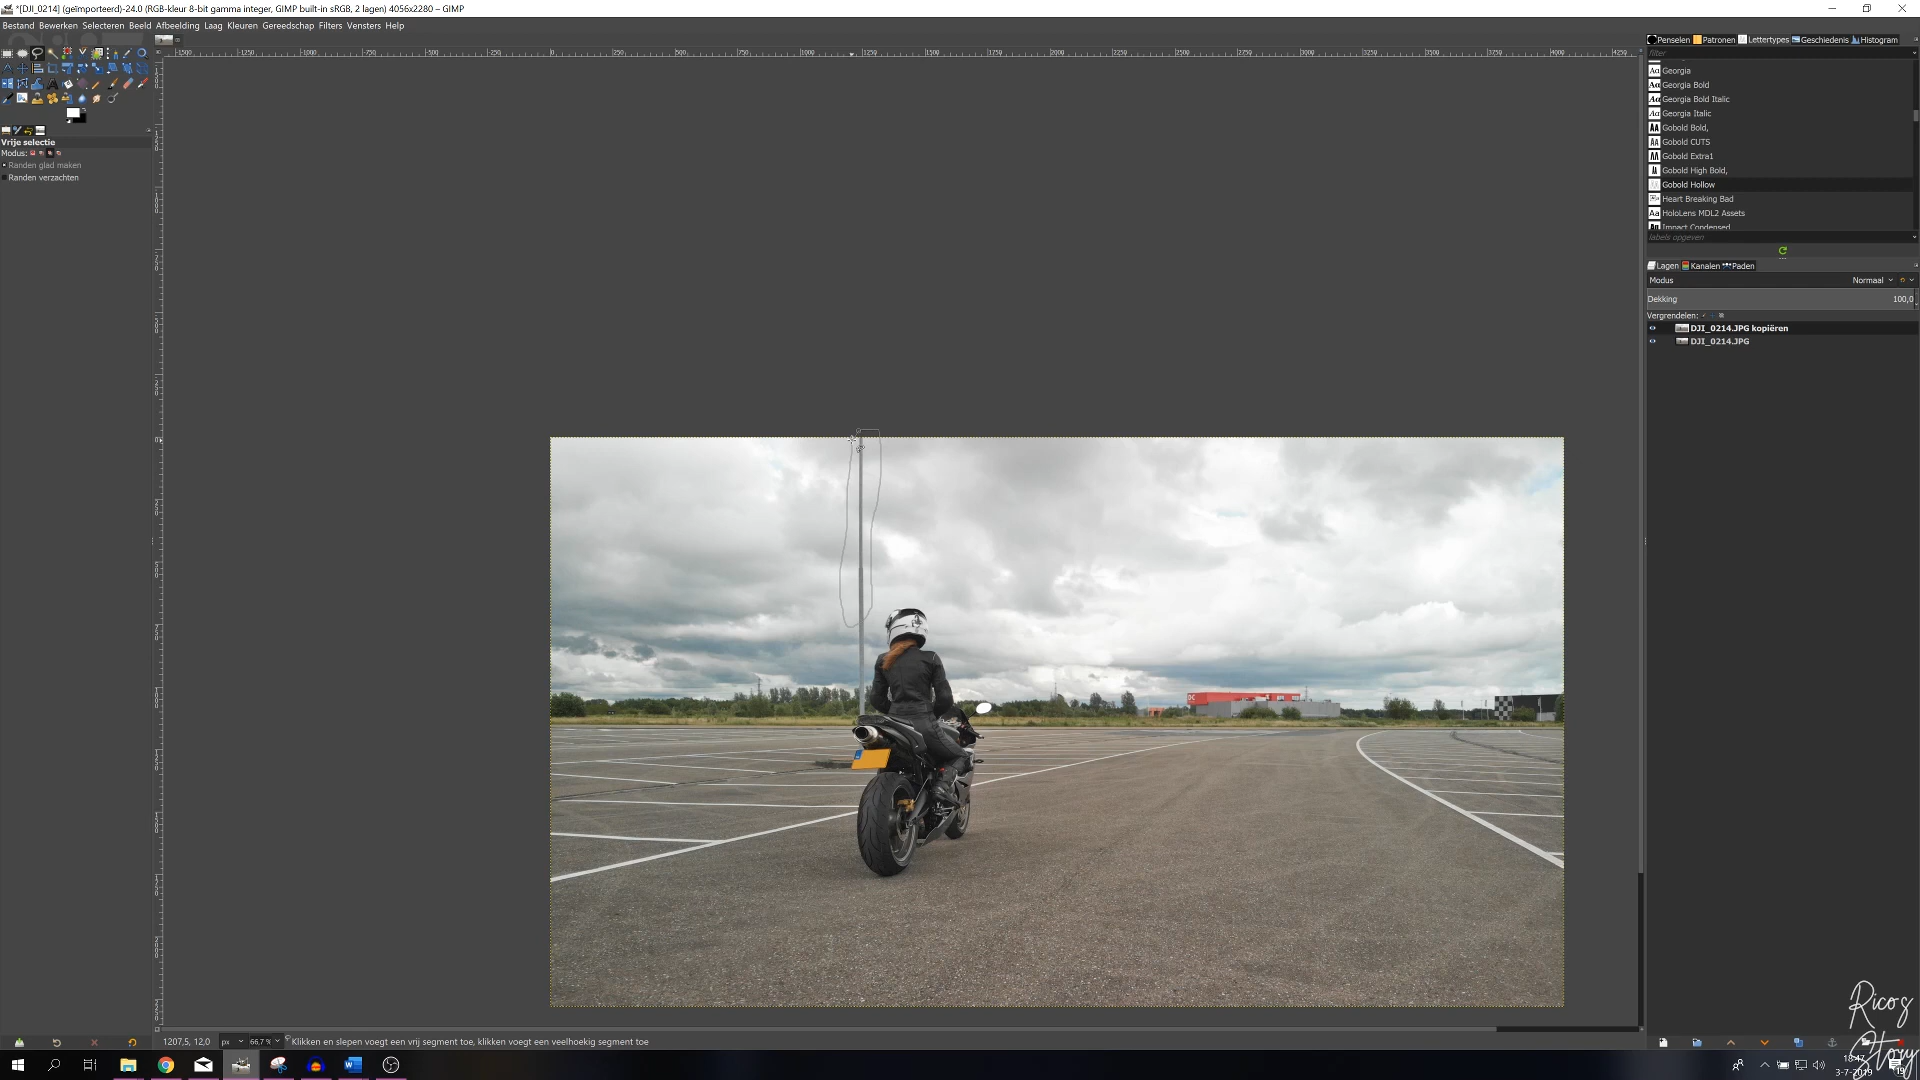 *[DJI_0214] (geïmporteerd)-24.0 (RGB-kleur 8-bit gamma integer, GIMP built-in sRGB, 2 lagen) 4056x2280 – GIMP
Bestand Bewerken Selecteren Beeld Afbeelding Laag Kleuren Gereedschap Filters Vensters Help
Penselen Patronen Lettertypes Geschiedenis Histogram
filter
Georgia
Georgia Bold
Georgia Bold Italic
Georgia Italic
Gobold Bold,
Gobold CUTS
Gobold Extra1
Gobold High Bold,
Gobold Hollow
Heart Breaking Bad
HoloLens MDL2 Assets
Impact Condensed
labels opgeven
Vrije selectie
Modus:
Randen glad maken
Randen verzachten
Lagen Kanalen Paden
Modus Normaal
Dekking 100,0
Vergrendelen:
DJI_0214.JPG kopiëren
DJI_0214.JPG
1207,5, 12,0 px 66,7 % Klikken en slepen voegt een vrij segment toe, klikken voegt een veelhoekig segment toe
Rico's
Story
3-7-2019